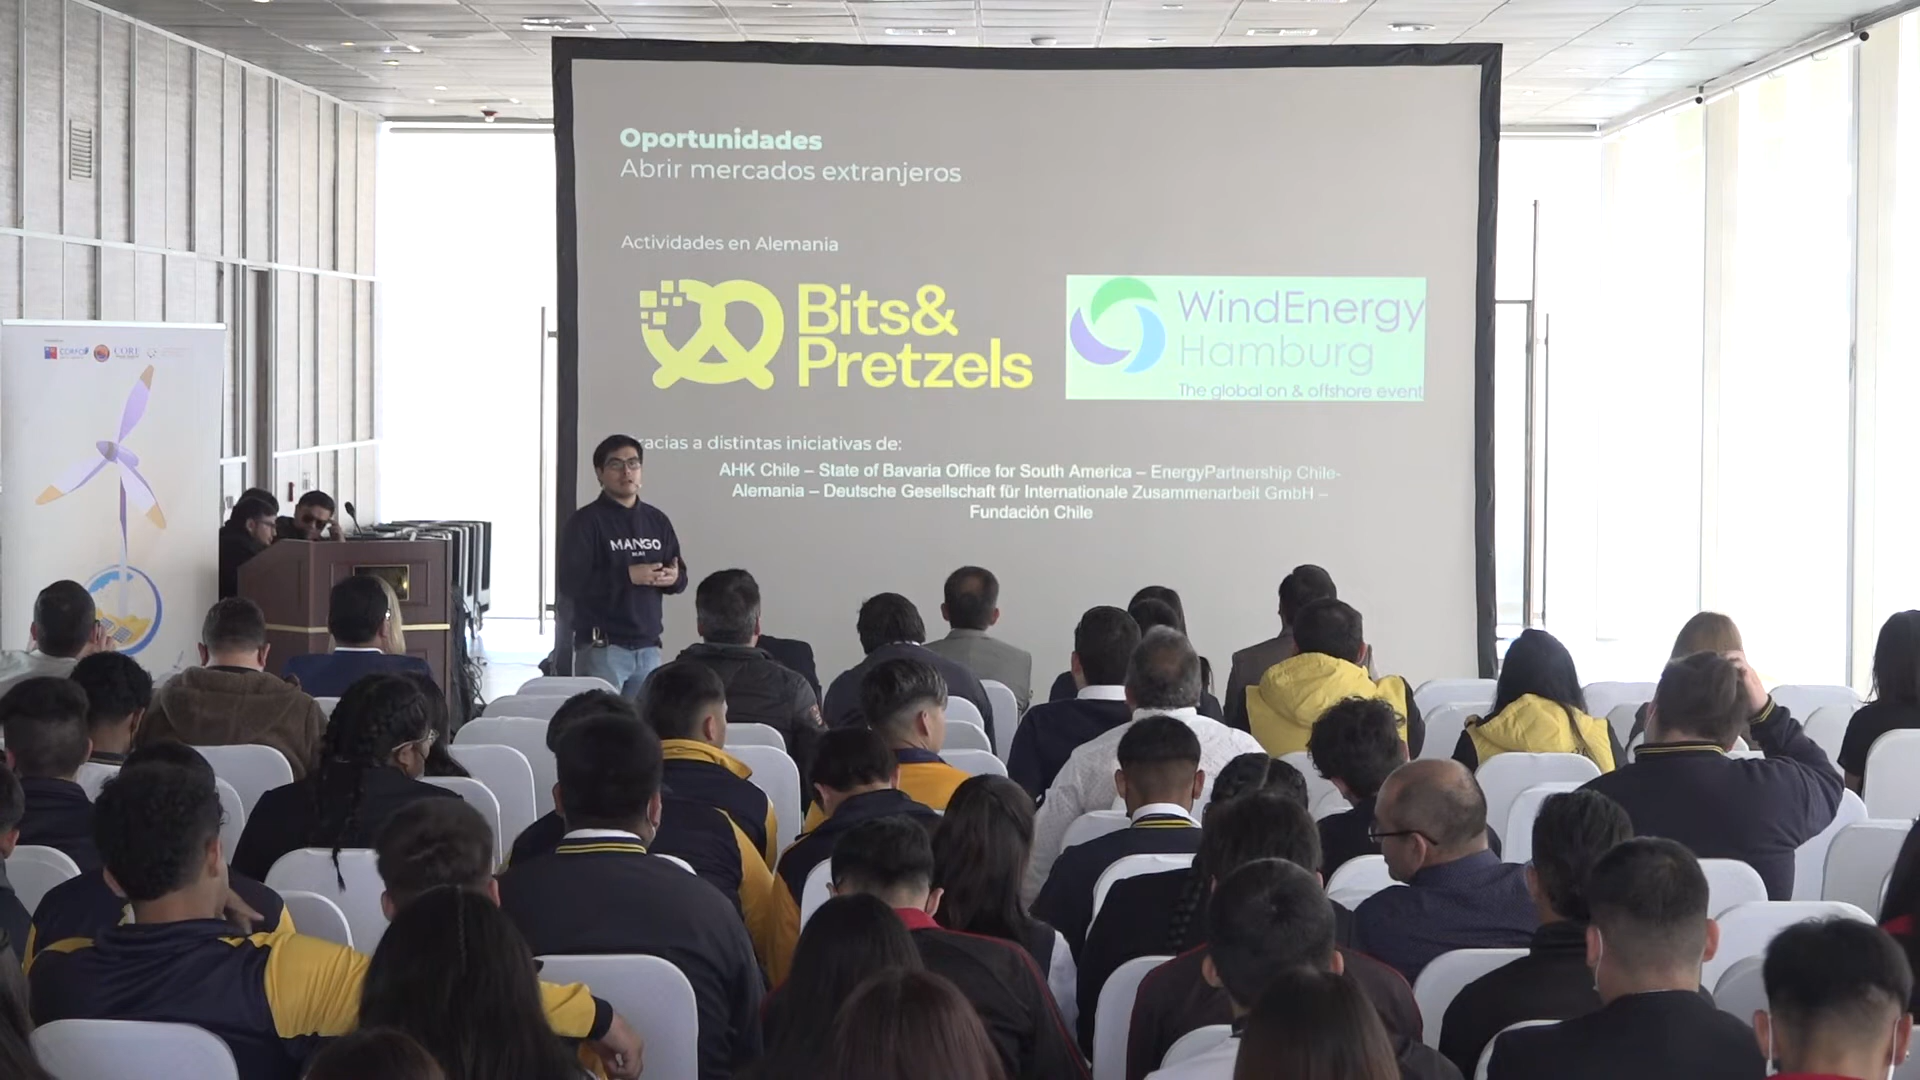 Oportunidades
Abrir mercados extranjeros
Actividades en Alemania
Bits&
Pretzels
WindEnergy
Hamburg
The global on & offshore event
racias a distintas iniciativas de:
AHK Chile – State of Bavaria Office for South America – EnergyPartnership Chile-
Alemania – Deutsche Gesellschaft für Internationale Zusammenarbeit GmbH –
Fundación Chile
MANGO
CORFO
CORE